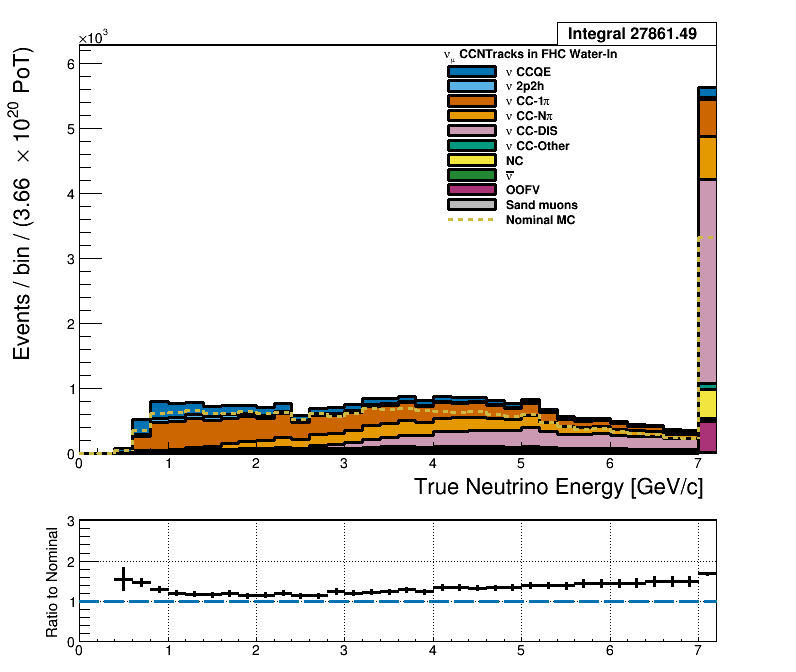 Integral 27861.49
×10³
ν_μ CCNTracks in FHC Water-In
ν CCQE
ν 2p2h
ν CC-1π
ν CC-Nπ
ν CC-DIS
ν CC-Other
NC
ν̅
OOFV
Sand muons
Nominal MC
Events / bin / (3.66 × 10²⁰ PoT)
6
5
4
3
2
1
0
0 1 2 3 4 5 6 7
True Neutrino Energy [GeV/c]
Ratio to Nominal
3
2
1
0
0 1 2 3 4 5 6 7